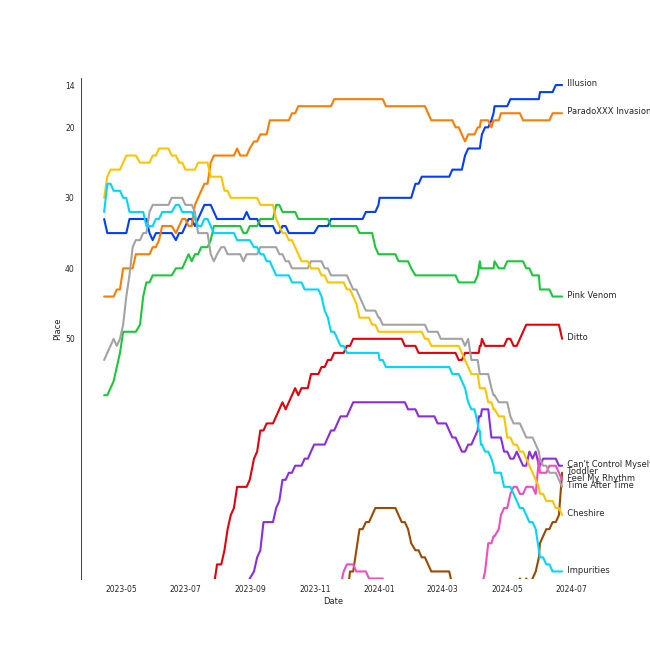 14
20
30
40
50
Place
Illusion
ParadoXXX Invasion
Pink Venom
Ditto
Can't Control Myself
Toddler
Feel My Rhythm
Time After Time
Cheshire
Impurities
2023-05
2023-07
2023-09
2023-11
2024-01
2024-03
2024-05
2024-07
Date